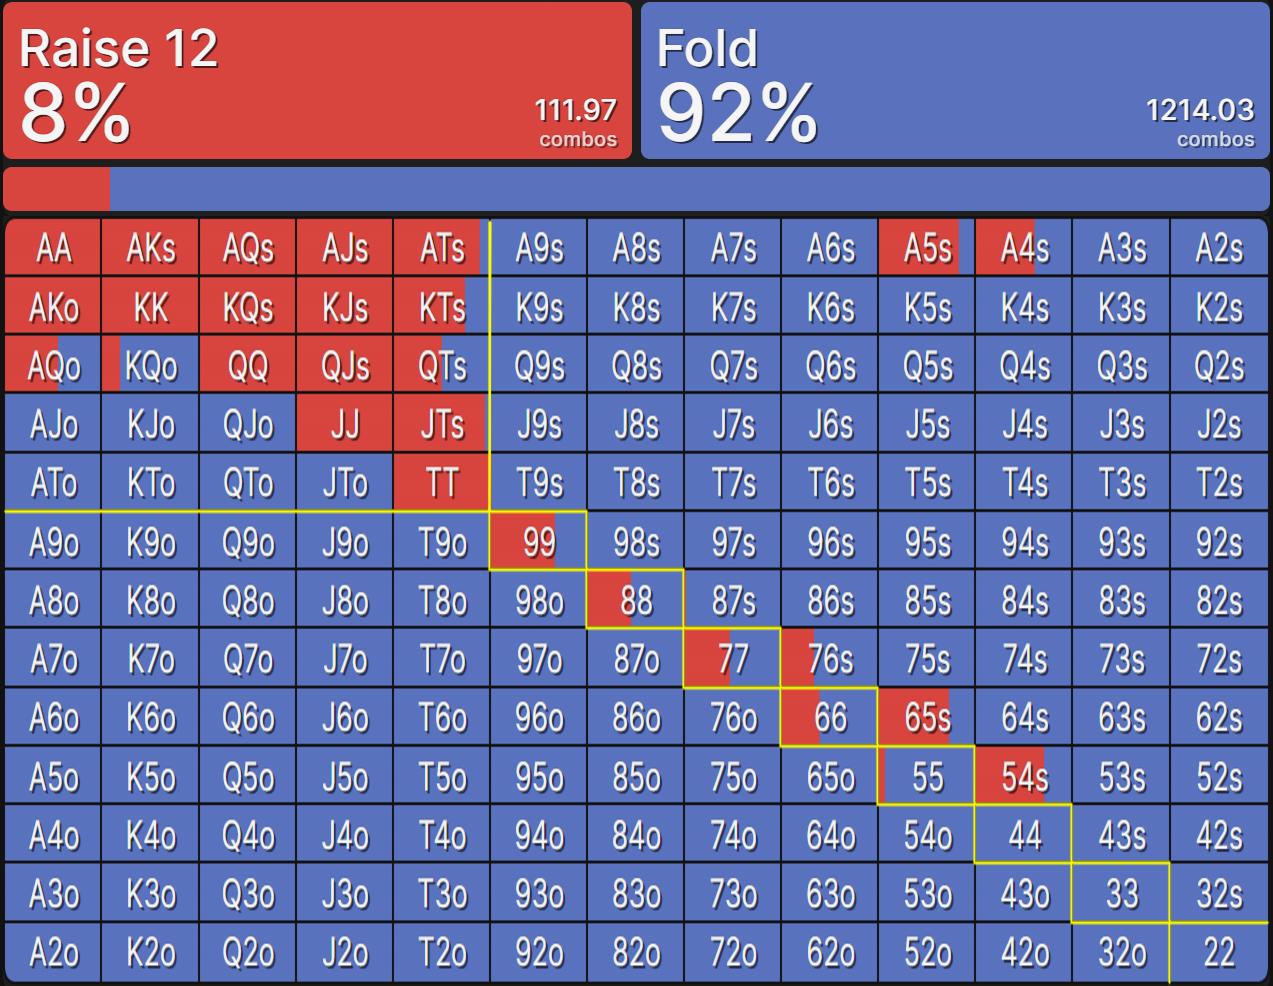 Raise 12
8%
111.97
combos
Fold
92%
1214.03
combos
AA AKs AQs AJs ATs A9s A8s A7s A6s A5s A4s A3s A2s
AKo KK KQs KJs KTs K9s K8s K7s K6s K5s K4s K3s K2s
AQo KQo QQ QJs QTs Q9s Q8s Q7s Q6s Q5s Q4s Q3s Q2s
AJo KJo QJo JJ JTs J9s J8s J7s J6s J5s J4s J3s J2s
ATo KTo QTo JTo TT T9s T8s T7s T6s T5s T4s T3s T2s
A9o K9o Q9o J9o T9o 99 98s 97s 96s 95s 94s 93s 92s
A8o K8o Q8o J8o T8o 98o 88 87s 86s 85s 84s 83s 82s
A7o K7o Q7o J7o T7o 97o 87o 77 76s 75s 74s 73s 72s
A6o K6o Q6o J6o T6o 96o 86o 76o 66 65s 64s 63s 62s
A5o K5o Q5o J5o T5o 95o 85o 75o 65o 55 54s 53s 52s
A4o K4o Q4o J4o T4o 94o 84o 74o 64o 54o 44 43s 42s
A3o K3o Q3o J3o T3o 93o 83o 73o 63o 53o 43o 33 32s
A2o K2o Q2o J2o T2o 92o 82o 72o 62o 52o 42o 32o 22